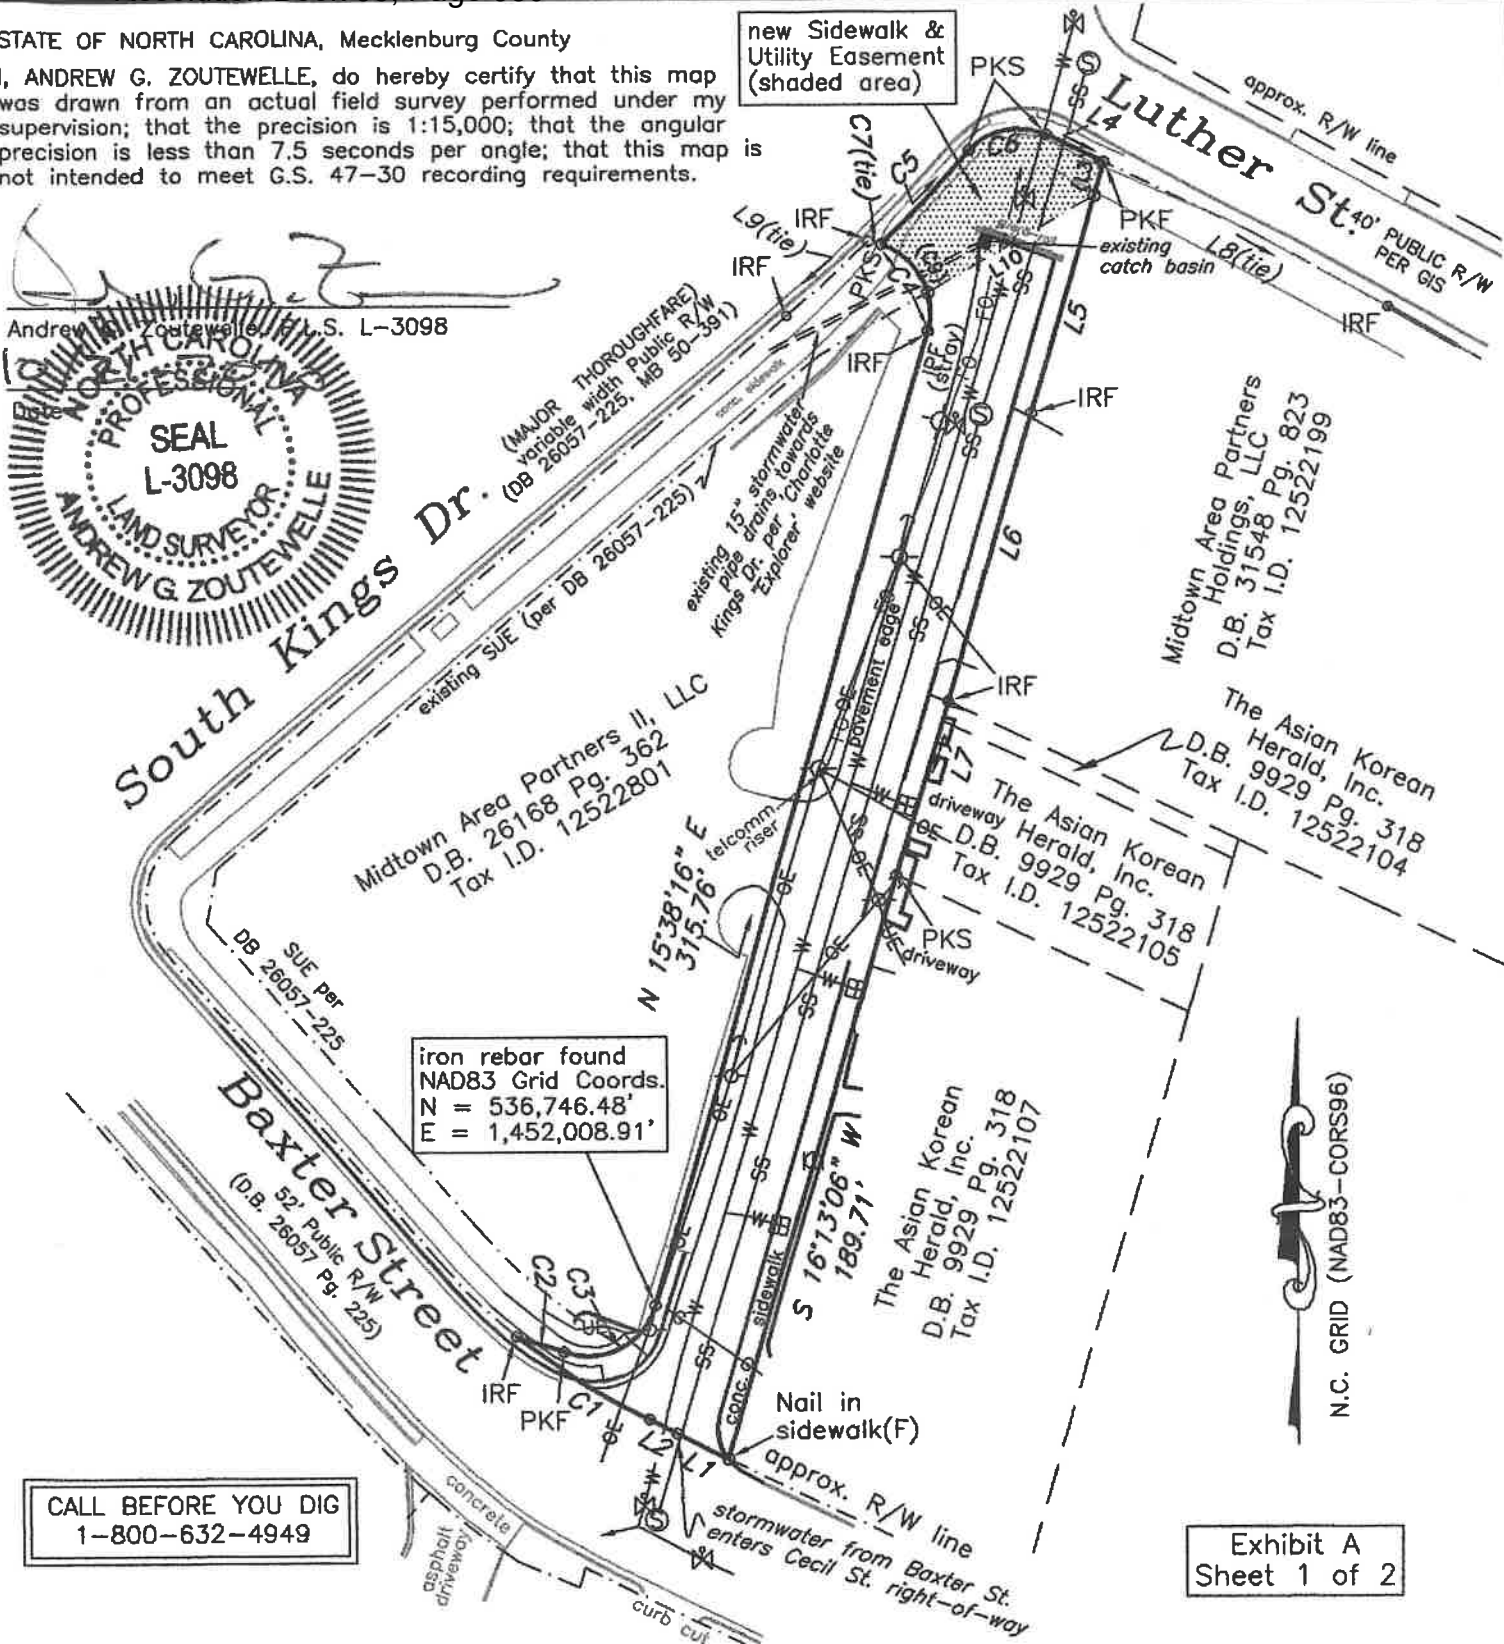 STATE OF NORTH CAROLINA, Mecklenburg County
I, ANDREW G. ZOUTEWELLE, do hereby certify that this map
was drawn from an actual field survey performed under my
supervision; that the precision is 1:15,000; that the angular
precision is less than 7.5 seconds per angle; that this map is
not intended to meet G.S. 47-30 recording requirements.
Andrew G. Zoutewelle, P.L.S. L-3098
Date
NORTH CAROLINA
PROFESSIONAL
SEAL
L-3098
LAND SURVEYOR
ANDREW G. ZOUTEWELLE
new Sidewalk &
Utility Easement
(shaded area)
PKS
Luther St.
approx. R/W line
40' PUBLIC R/W
PER GIS
L4
C6
L3
C5
C7(tie)
L9(tie)
IRF
IRF
PKS
C4
PKF
existing
catch basin
L8(tie)
IRF
L10
L5
IRF
IPF
(stray)
IRF
L6
South Kings Dr.
(MAJOR THOROUGHFARE)
variable width Public R/W
(DB 26057-225, MB 50-391)
conc. sidewalk
existing SUE (per DB 26057-225)
existing 15" stormwater
pipe drains towards
Kings Dr. per 'Charlotte
Explorer' website
Midtown Area Partners
Holdings, LLC
D.B. 31548 Pg. 823
Tax I.D. 12522199
IRF
pavement edge
Midtown Area Partners II, LLC
D.B. 26168 Pg. 362
Tax I.D. 12522801
telcomm.
riser
L7
driveway
The Asian Korean
Herald, Inc.
D.B. 9929 Pg. 318
Tax I.D. 12522104
The Asian Korean
Herald, Inc.
D.B. 9929 Pg. 318
Tax I.D. 12522105
PKS
driveway
N 15°38'16" E
315.76'
SUE per
DB 26057-225
iron rebar found
NAD83 Grid Coords.
N = 536,746.48'
E = 1,452,008.91'
Baxter Street
52' Public R/W
(D.B. 26057 Pg. 225)
S 16°13'06" W
189.71'
The Asian Korean
Herald, Inc.
D.B. 9929 Pg. 318
Tax I.D. 12522107
N.C. GRID (NAD83-CORS96)
C2
C3
IRF
PKF
C1
L2
L1
conc. sidewalk
Nail in
sidewalk(F)
approx. R/W line
stormwater from Baxter St.
enters Cecil St. right-of-way
concrete
asphalt
driveway
curb cut
CALL BEFORE YOU DIG
1-800-632-4949
Exhibit A
Sheet 1 of 2